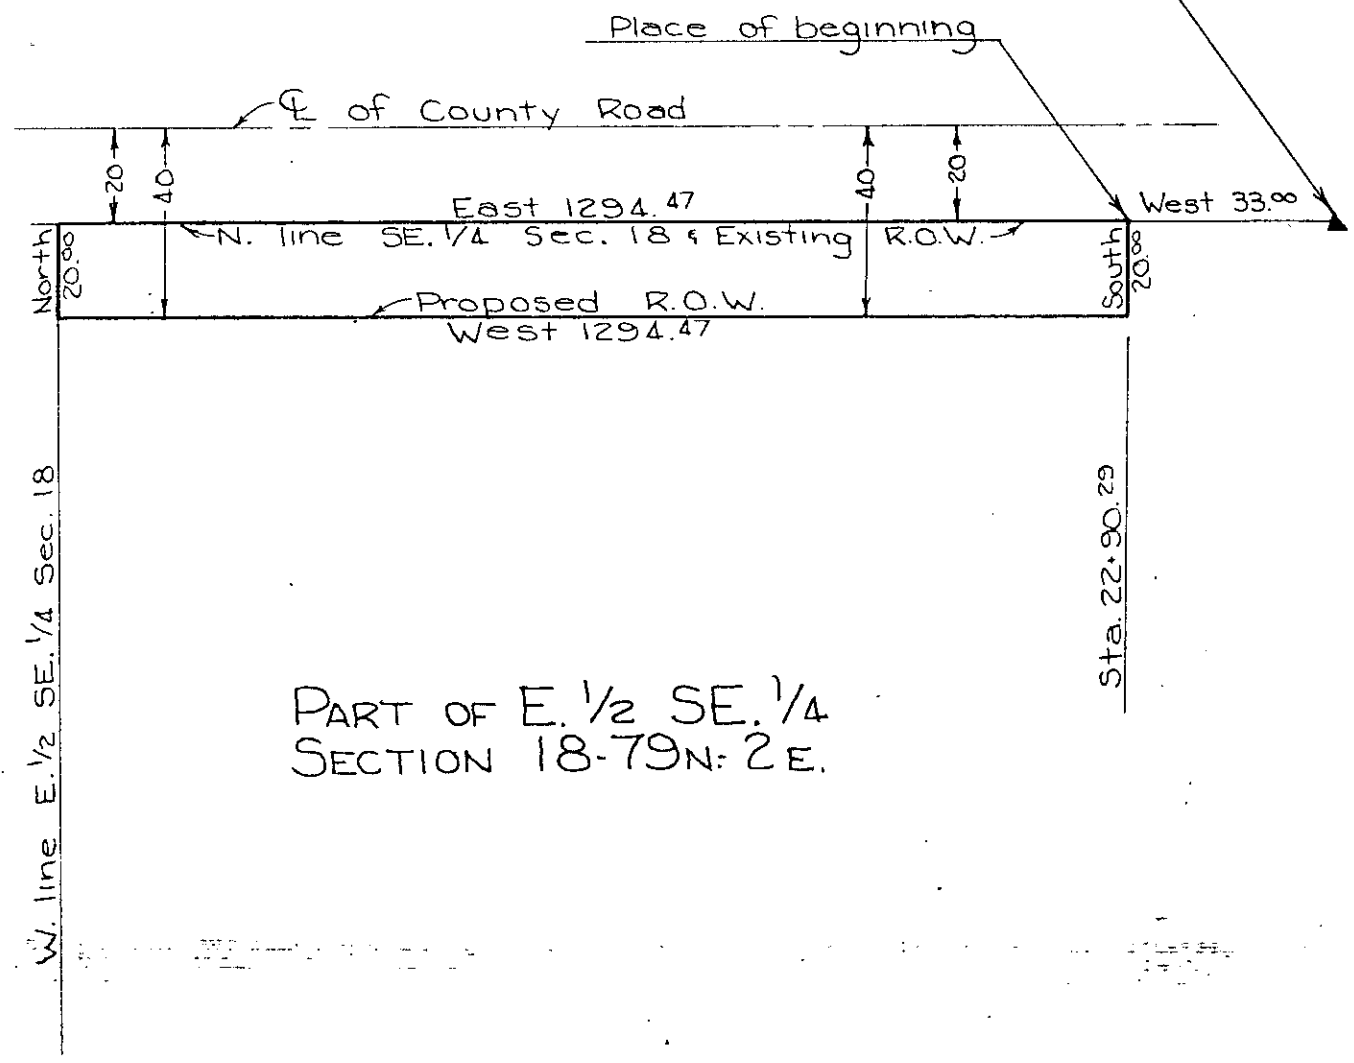 Place of beginning
℄ of County Road
20
40
40
20
East 1294.47
West 33.00
N. line SE. 1/4 Sec. 18 & Existing R.O.W.
North
20.00
South
20.00
Proposed R.O.W.
West 1294.47
W. line E. 1/2 SE. 1/4 Sec. 18
Sta. 22+90.29
PART OF E. 1/2 SE. 1/4
SECTION 18-79N-2E.